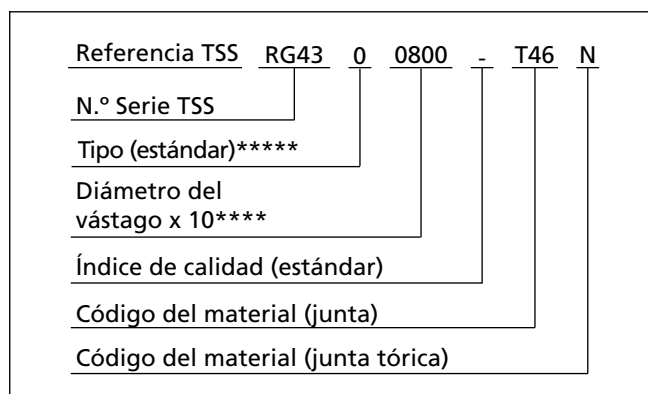 Referencia TSS RG43 0 0800 - T46 N
N.º Serie TSS
Tipo (estándar)*****
Diámetro del
vástago x 10****
Índice de calidad (estándar)
Código del material (junta)
Código del material (junta tórica)